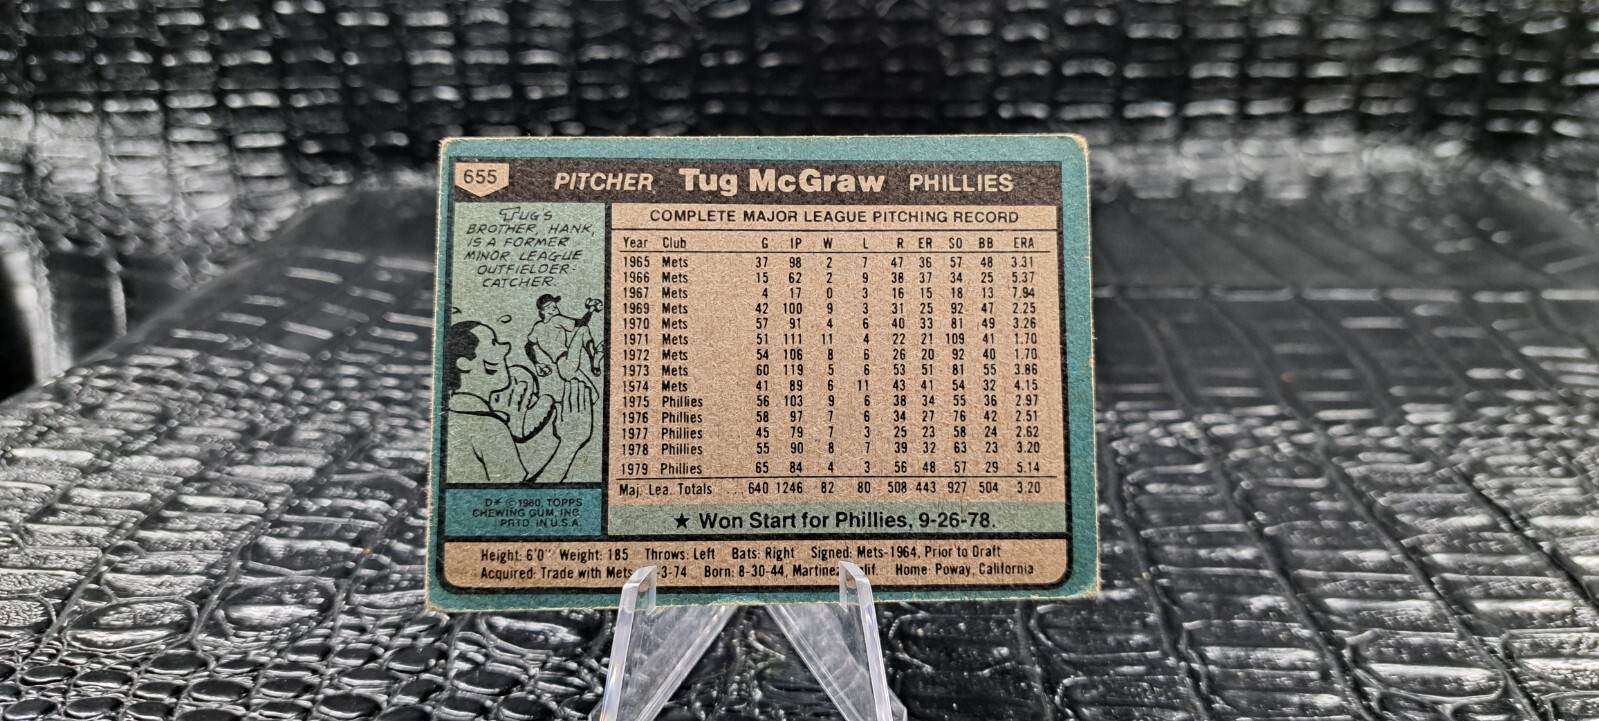 655 PITCHER Tug McGraw PHILLIES
TUG'S
BROTHER, HANK,
IS A FORMER
MINOR LEAGUE
OUTFIELDER-
CATCHER
D* © 1980, TOPPS
CHEWING GUM, INC.
PRTD. IN U.S.A.
COMPLETE MAJOR LEAGUE PITCHING RECORD
Year Club G IP W L R ER SO BB ERA
1965 Mets 37 98 2 7 47 36 57 48 3.31
1966 Mets 15 62 2 9 38 37 34 25 5.37
1967 Mets 4 17 0 3 16 15 18 13 7.94
1969 Mets 42 100 9 3 31 25 92 47 2.25
1970 Mets 57 91 4 6 40 33 81 49 3.26
1971 Mets 51 111 11 4 22 21 109 41 1.70
1972 Mets 54 106 8 6 26 20 92 40 1.70
1973 Mets 60 119 5 6 53 51 81 55 3.86
1974 Mets 41 89 6 11 43 41 54 32 4.15
1975 Phillies 56 103 9 6 38 34 55 36 2.97
1976 Phillies 58 97 7 6 34 27 76 42 2.51
1977 Phillies 45 79 7 3 25 23 58 24 2.62
1978 Phillies 55 90 8 7 39 32 63 23 3.20
1979 Phillies 65 84 4 3 56 48 57 29 5.14
Maj. Lea. Totals ... 640 1246 82 80 508 443 927 504 3.20
★ Won Start for Phillies, 9-26-78.
Height: 6'0" Weight: 185 Throws: Left Bats: Right Signed: Mets-1964, Prior to Draft
Acquired: Trade with Mets -3-74 Born: 8-30-44, Martinez lif. Home: Poway, California